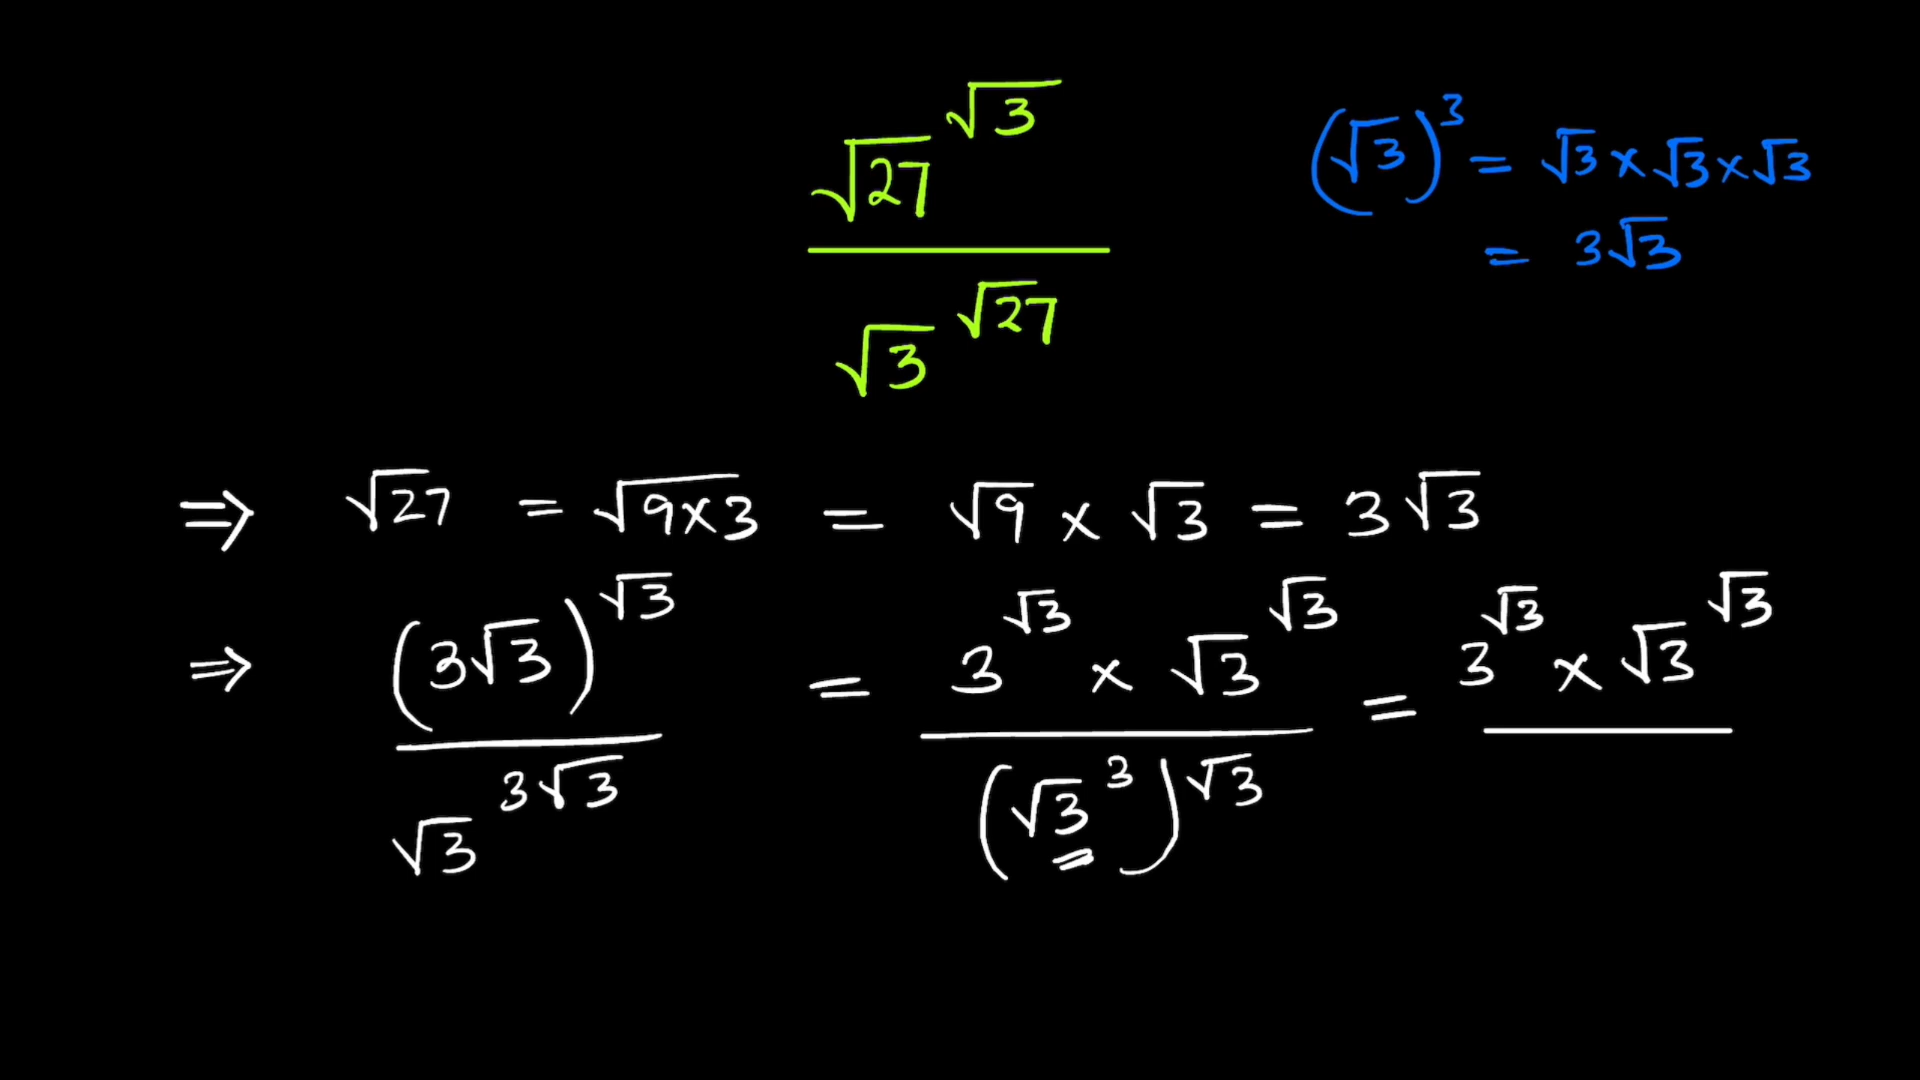 √27^√3
√3^√27
(√3)^3 = √3 × √3 × √3
= 3√3
⇒ √27 = √9×3 = √9 × √3 = 3√3
⇒ (3√3)^√3 / √3^3√3 = 3^√3 × √3^√3 / (√3^3)^√3 = 3^√3 × √3^√3